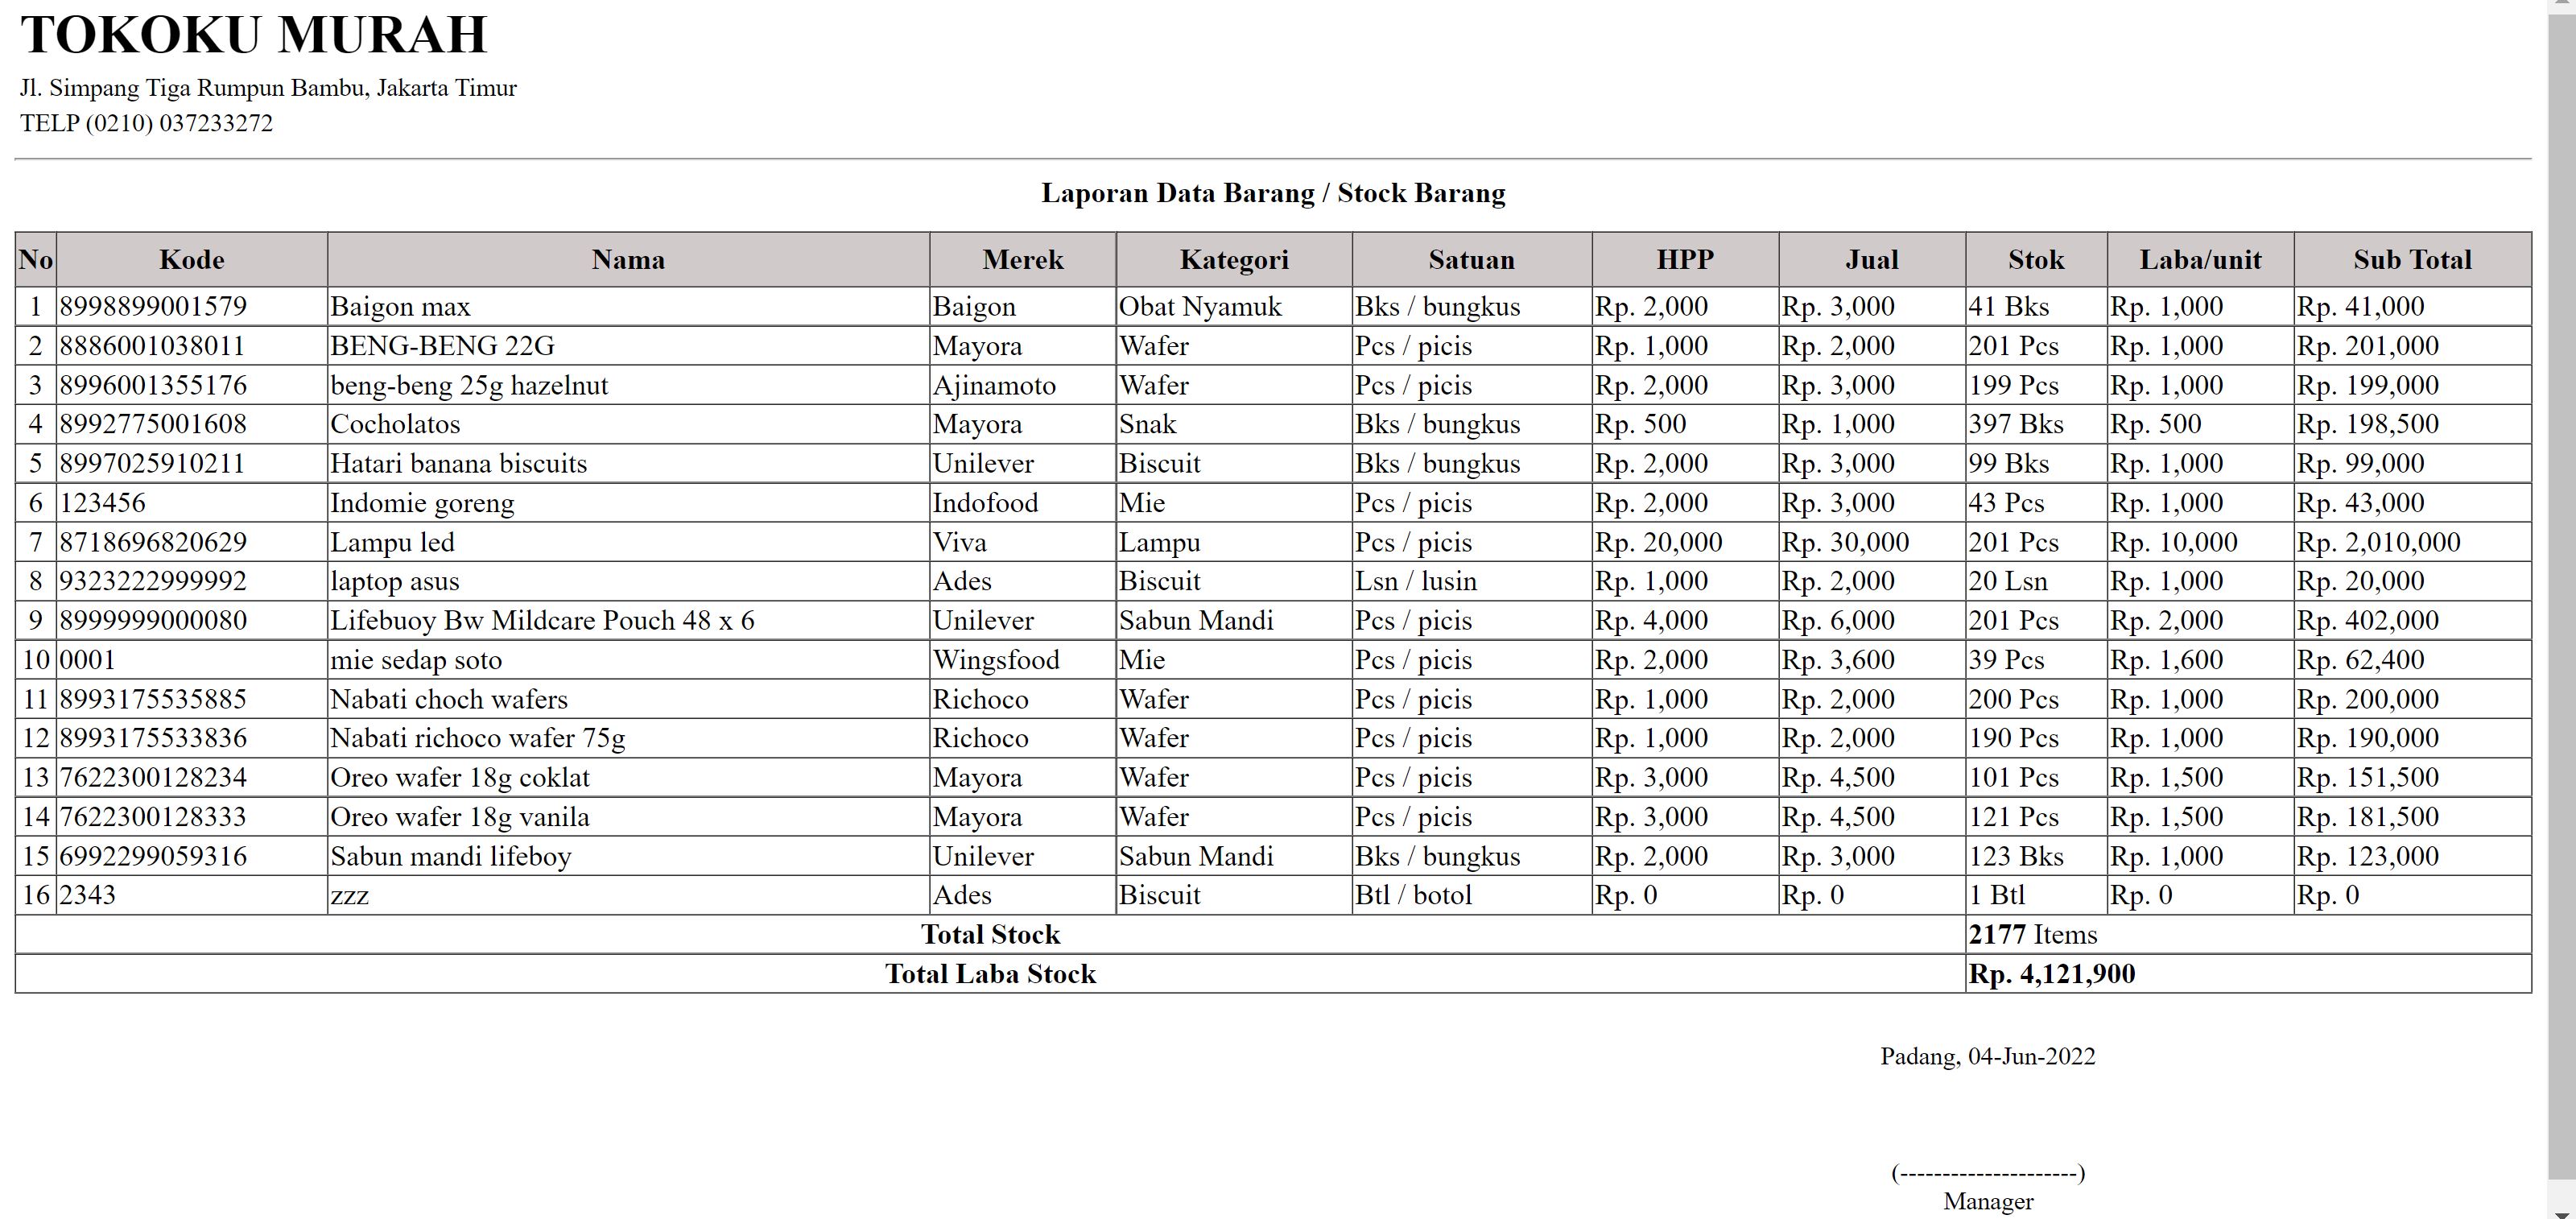 TOKOKU MURAH
Jl. Simpang Tiga Rumpun Bambu, Jakarta Timur
TELP (0210) 037233272
Laporan Data Barang / Stock Barang
No Kode Nama Merek Kategori Satuan HPP Jual Stok Laba/unit Sub Total
1 8998899001579 Baigon max Baigon Obat Nyamuk Bks / bungkus Rp. 2,000 Rp. 3,000 41 Bks Rp. 1,000 Rp. 41,000
2 8886001038011 BENG-BENG 22G Mayora Wafer Pcs / picis Rp. 1,000 Rp. 2,000 201 Pcs Rp. 1,000 Rp. 201,000
3 8996001355176 beng-beng 25g hazelnut Ajinamoto Wafer Pcs / picis Rp. 2,000 Rp. 3,000 199 Pcs Rp. 1,000 Rp. 199,000
4 8992775001608 Cocholatos Mayora Snak Bks / bungkus Rp. 500 Rp. 1,000 397 Bks Rp. 500 Rp. 198,500
5 8997025910211 Hatari banana biscuits Unilever Biscuit Bks / bungkus Rp. 2,000 Rp. 3,000 99 Bks Rp. 1,000 Rp. 99,000
6 123456 Indomie goreng Indofood Mie Pcs / picis Rp. 2,000 Rp. 3,000 43 Pcs Rp. 1,000 Rp. 43,000
7 8718696820629 Lampu led Viva Lampu Pcs / picis Rp. 20,000 Rp. 30,000 201 Pcs Rp. 10,000 Rp. 2,010,000
8 9323222999992 laptop asus Ades Biscuit Lsn / lusin Rp. 1,000 Rp. 2,000 20 Lsn Rp. 1,000 Rp. 20,000
9 8999999000080 Lifebuoy Bw Mildcare Pouch 48 x 6 Unilever Sabun Mandi Pcs / picis Rp. 4,000 Rp. 6,000 201 Pcs Rp. 2,000 Rp. 402,000
10 0001 mie sedap soto Wingsfood Mie Pcs / picis Rp. 2,000 Rp. 3,600 39 Pcs Rp. 1,600 Rp. 62,400
11 8993175535885 Nabati choch wafers Richoco Wafer Pcs / picis Rp. 1,000 Rp. 2,000 200 Pcs Rp. 1,000 Rp. 200,000
12 8993175533836 Nabati richoco wafer 75g Richoco Wafer Pcs / picis Rp. 1,000 Rp. 2,000 190 Pcs Rp. 1,000 Rp. 190,000
13 7622300128234 Oreo wafer 18g coklat Mayora Wafer Pcs / picis Rp. 3,000 Rp. 4,500 101 Pcs Rp. 1,500 Rp. 151,500
14 7622300128333 Oreo wafer 18g vanila Mayora Wafer Pcs / picis Rp. 3,000 Rp. 4,500 121 Pcs Rp. 1,500 Rp. 181,500
15 6992299059316 Sabun mandi lifeboy Unilever Sabun Mandi Bks / bungkus Rp. 2,000 Rp. 3,000 123 Bks Rp. 1,000 Rp. 123,000
16 2343 zzz Ades Biscuit Btl / botol Rp. 0 Rp. 0 1 Btl Rp. 0 Rp. 0
Total Stock 2177 Items
Total Laba Stock Rp. 4,121,900
Padang, 04-Jun-2022
(---------------------)
Manager